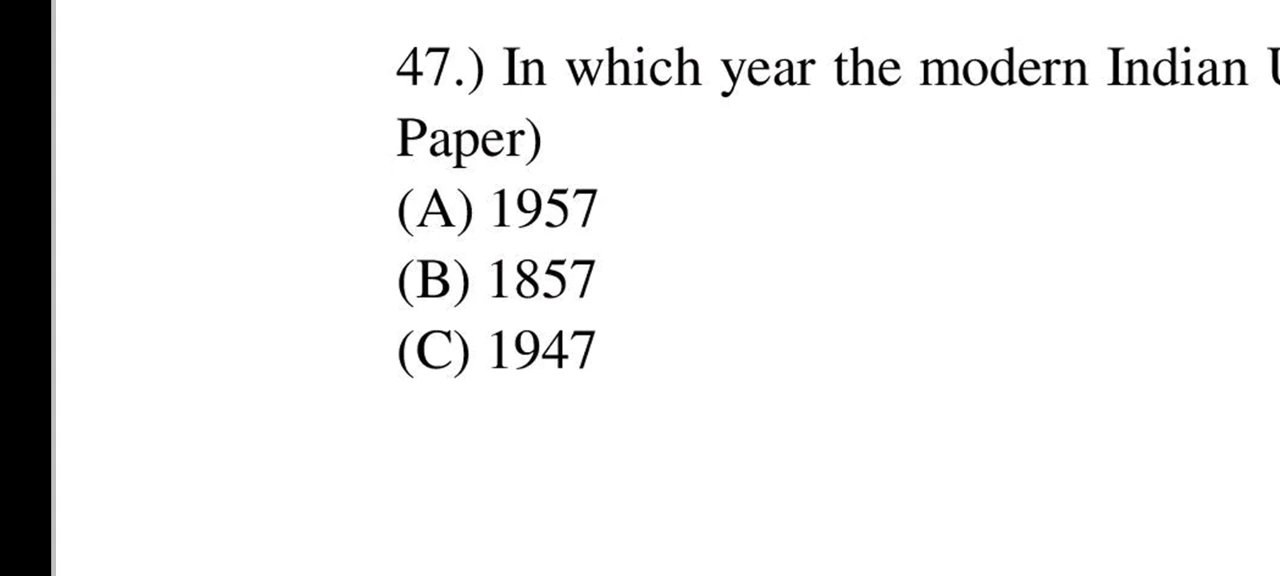 47.) In which year the modern Indian
Paper)
(A) 1957
(B) 1857
(C) 1947